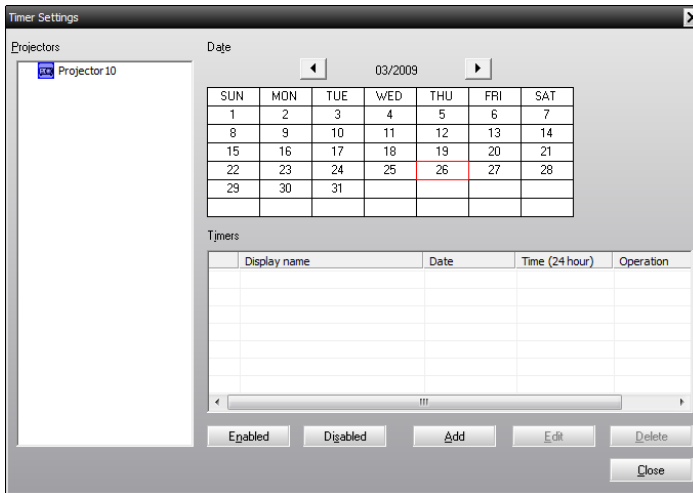 Timer Settings
Projectors
Projector10
Date
03/2009
SUN MON TUE WED THU FRI SAT
1 2 3 4 5 6 7
8 9 10 11 12 13 14
15 16 17 18 19 20 21
22 23 24 25 26 27 28
29 30 31
Timers
Display name Date Time (24 hour) Operation
Enabled Disabled Add Edit Delete
Close